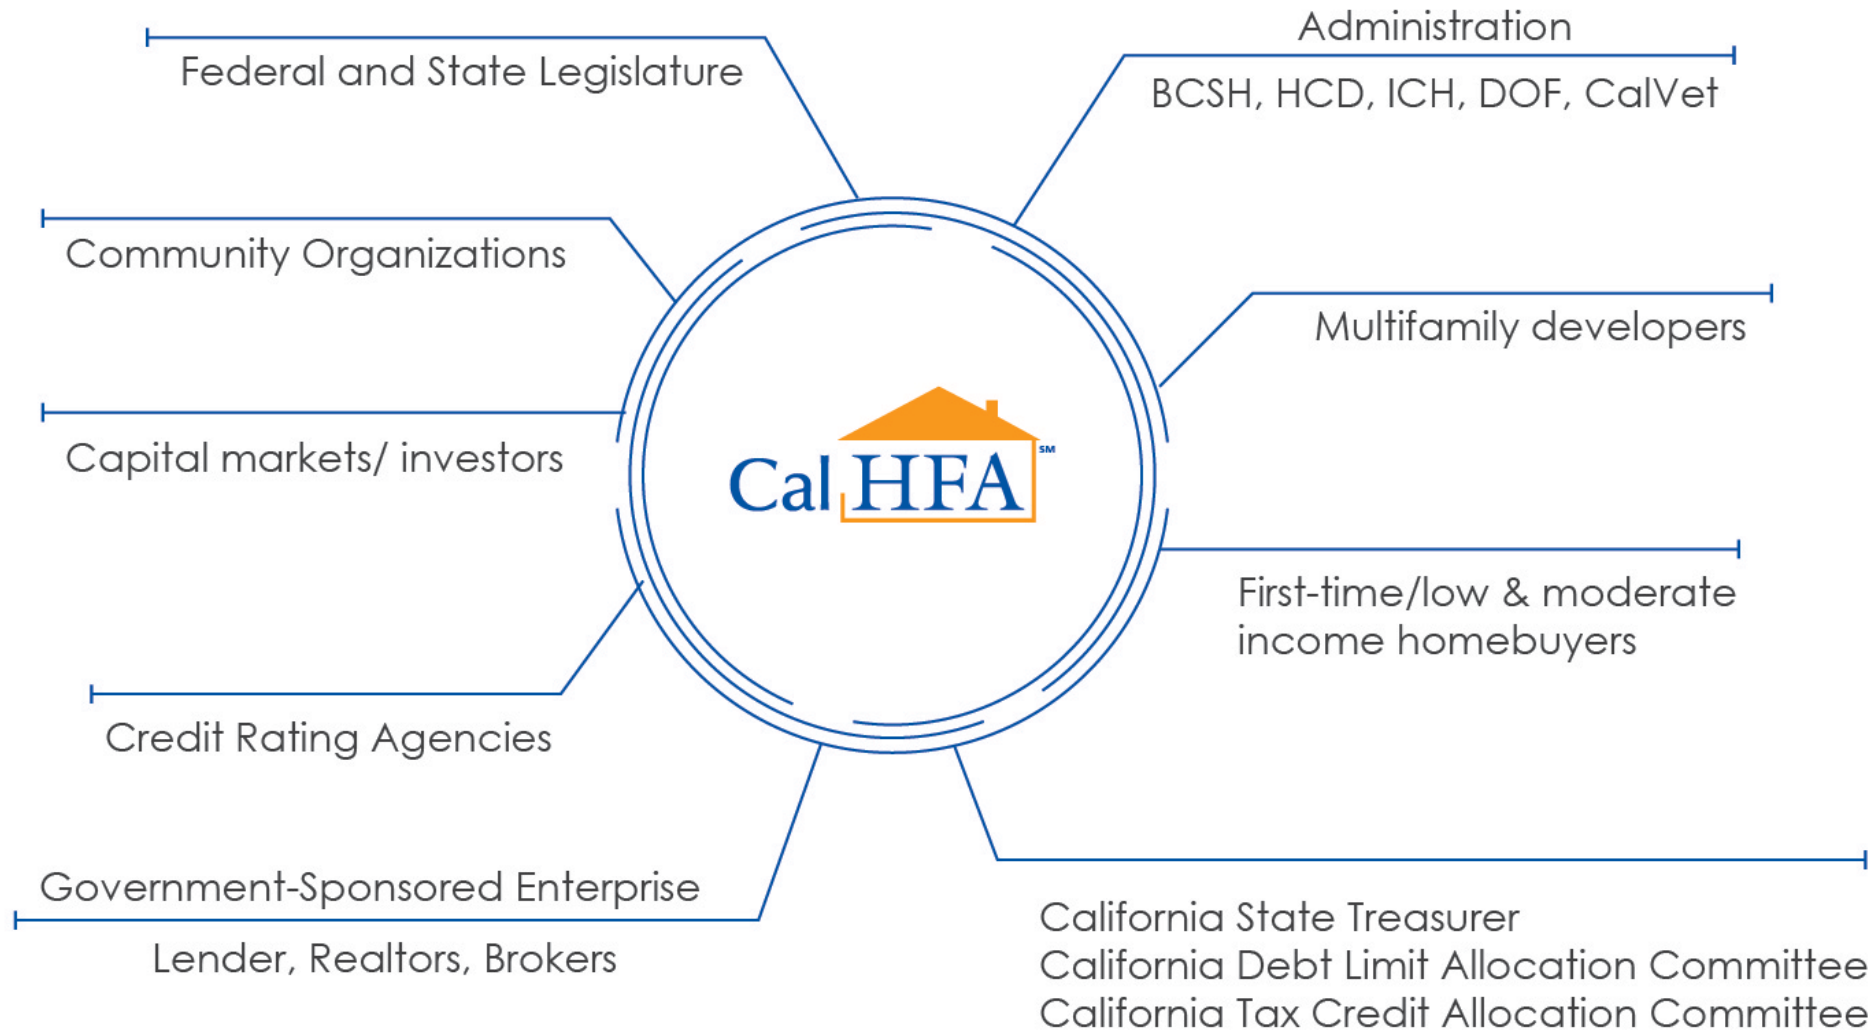 Federal and State Legislature
Administration
BCSH, HCD, ICH, DOF, CalVet
Community Organizations
Multifamily developers
Capital markets/ investors
Cal HFA SM
First-time/low & moderate
income homebuyers
Credit Rating Agencies
Government-Sponsored Enterprise
Lender, Realtors, Brokers
California State Treasurer
California Debt Limit Allocation Committee
California Tax Credit Allocation Committee